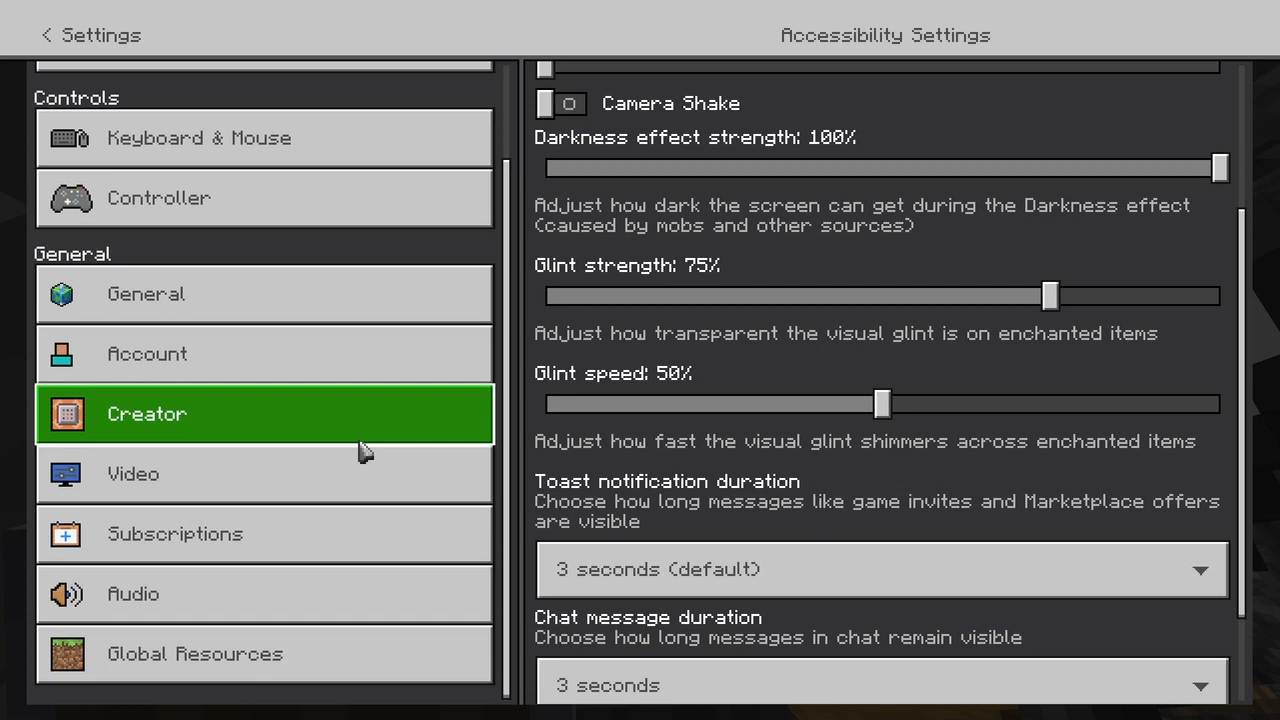 Settings
Accessibility Settings
Controls
Keyboard & Mouse
Controller
General
General
Account
Creator
Video
Subscriptions
Audio
Global Resources
Camera Shake
Darkness effect strength: 100%
Adjust how dark the screen can get during the Darkness effect
(caused by mobs and other sources)
Glint strength: 75%
Adjust how transparent the visual glint is on enchanted items
Glint speed: 50%
Adjust how fast the visual glint shimmers across enchanted items
Toast notification duration
Choose how long messages like game invites and Marketplace offers
are visible
3 seconds (default)
Chat message duration
Choose how long messages in chat remain visible
3 seconds